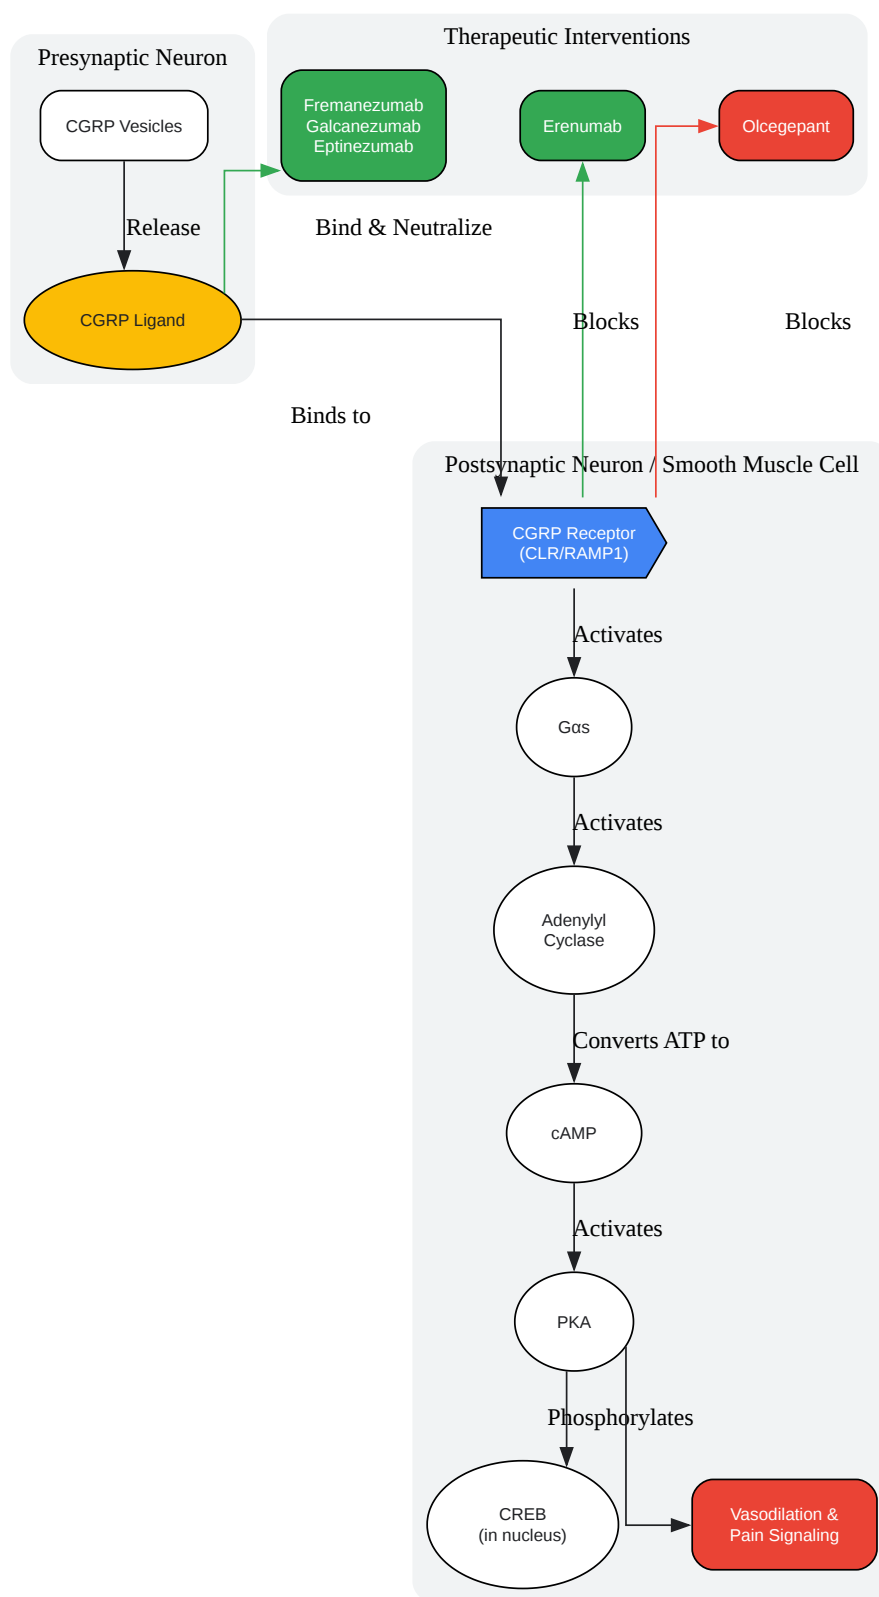 Therapeutic Interventions
Presynaptic Neuron
Fremanezumab
Galcanezumab
Eptinezumab
CGRP Vesicles
Erenumab
Olcegepant
Release
Bind & Neutralize
CGRP Ligand
Blocks
Blocks
Binds to
Postsynaptic Neuron / Smooth Muscle Cell
CGRP Receptor
(CLR/RAMP1)
Activates
Gαs
Activates
Adenylyl
Cyclase
Converts ATP to
cAMP
Activates
PKA
Phosphorylates
CREB
(in nucleus)
Vasodilation &
Pain Signaling